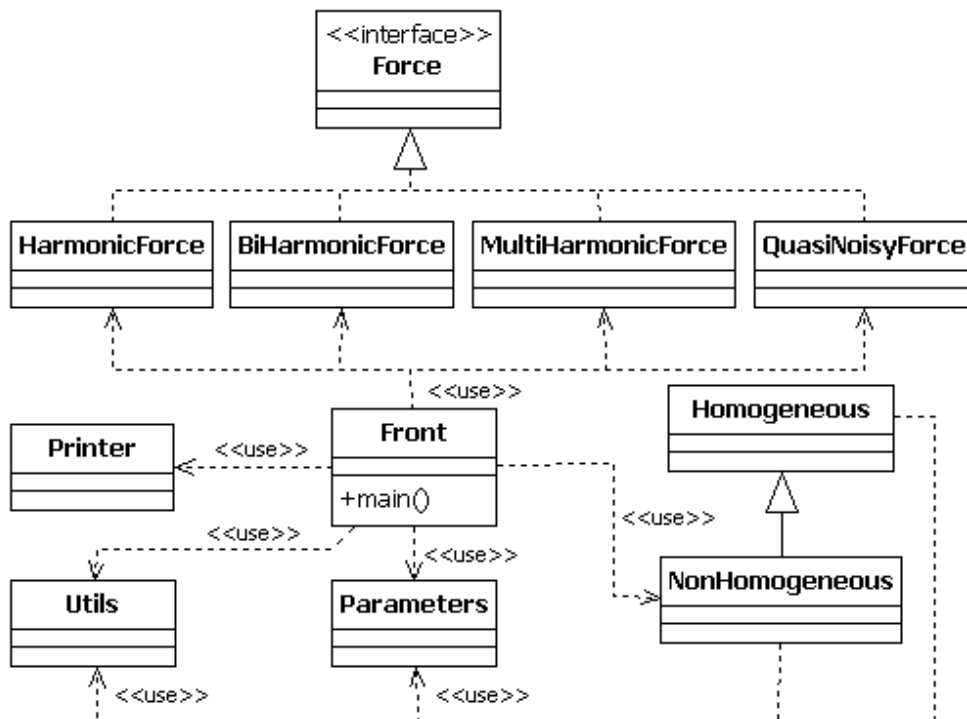 <<interface>>
Force
HarmonicForce
BiHarmonicForce
MultiHarmonicForce
QuasiNoisyForce
<<use>>
Homogeneous
Front
Printer
<<use>>
+main()
<<use>>
<<use>>
<<use>>
NonHomogeneous
Utils
Parameters
<<use>>
<<use>>